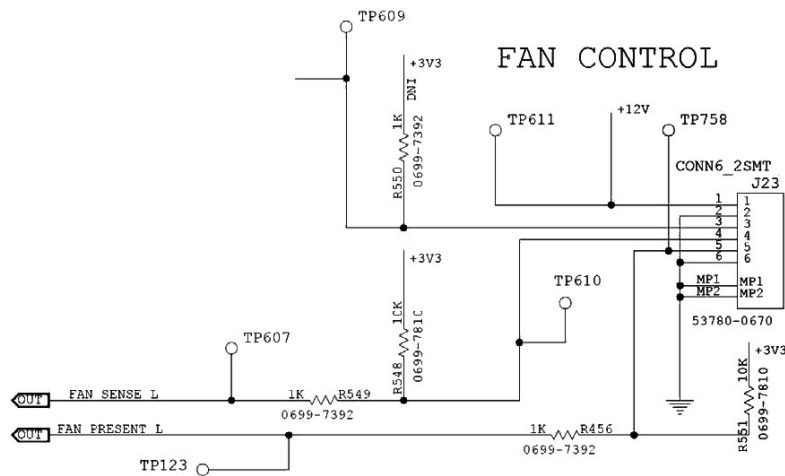 TP609
+3V3
FAN CONTROL
DNI
1K
R550
0699-7392
TP611
+12V
TP758
CONN6_2SMT
J23
1 1
2 2
3 3
4 4
5 5
6 6
MP1 MP1
MP2 MP2
53780-0670
+3V3
10K
R548
0699-7810
TP610
TP607
+3V3
10K
R551
0699-7810
OUT FAN SENSE L 1K R549
0699-7392
OUT FAN PRESENT L 1K R456
0699-7392
TP123